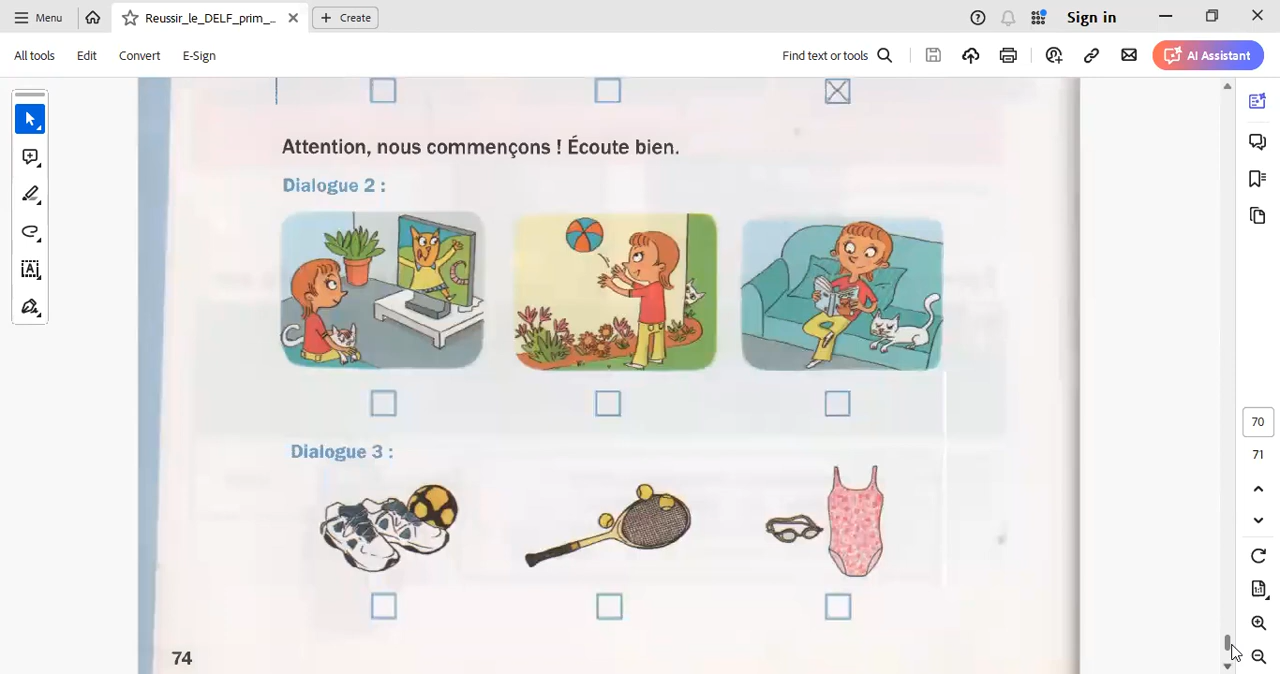 Menu
Reussir_le_DELF_prim_...
Create
Sign in
All tools
Edit
Convert
E-Sign
Find text or tools
AI Assistant
Attention, nous commençons ! Écoute bien.
Dialogue 2 :
Dialogue 3 :
74
70
71